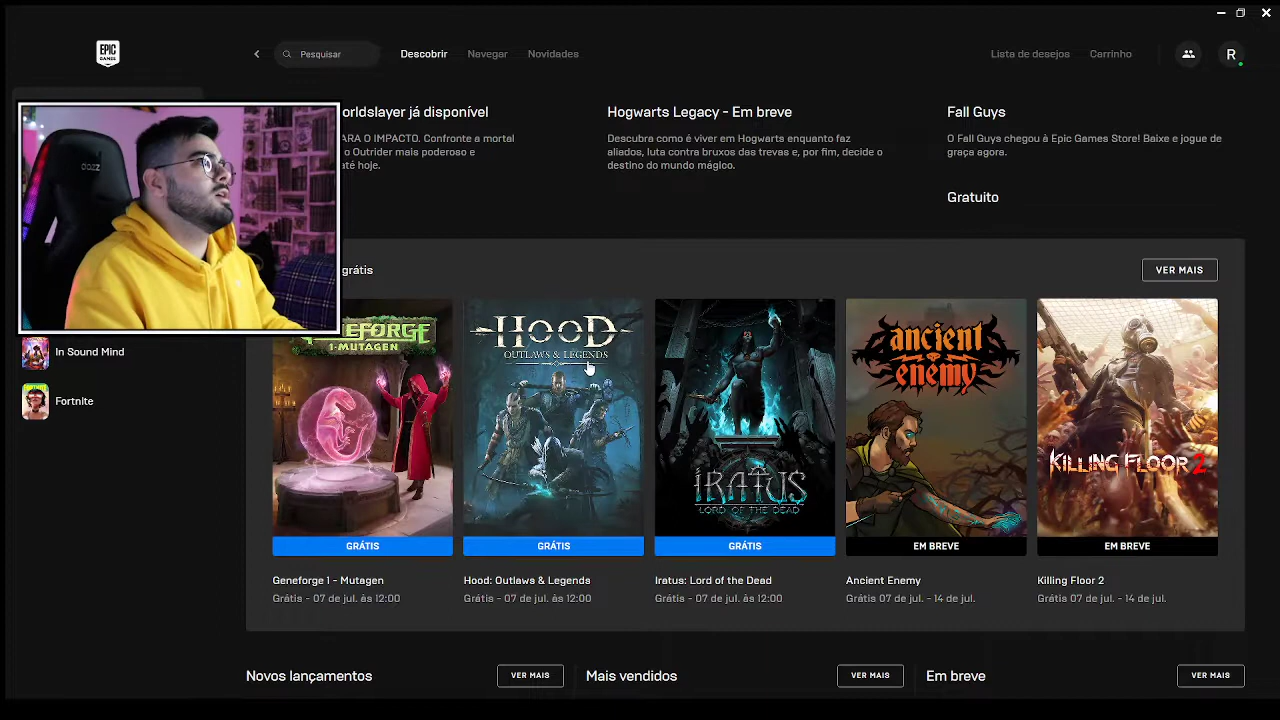 EPIC
GAMES
Pesquisar
Descobrir
Navegar
Novidades
Lista de desejos
Carrinho
R
orldslayer já disponível
ARA O IMPACTO. Confronte a mortal
Outrider mais poderoso e
até hoje.
Hogwarts Legacy - Em breve
Descubra como é viver em Hogwarts enquanto faz
aliados, luta contra bruxos das trevas e, por fim, decide o
destino do mundo mágico.
Fall Guys
O Fall Guys chegou à Epic Games Store! Baixe e jogue de
graça agora.
Gratuito
grátis
VER MAIS
In Sound Mind
Fortnite
NEFORGE
1-MUTAGEN
GRÁTIS
Geneforge 1 - Mutagen
Grátis - 07 de jul. às 12:00
HOOD
OUTLAWS & LEGENDS
GRÁTIS
Hood: Outlaws & Legends
Grátis - 07 de jul. às 12:00
IRATUS
LORD OF THE DEAD
GRÁTIS
Iratus: Lord of the Dead
Grátis - 07 de jul. às 12:00
ancient
enemy
EM BREVE
Ancient Enemy
Grátis 07 de jul. - 14 de jul.
KILLING FLOOR 2
EM BREVE
Killing Floor 2
Grátis 07 de jul. - 14 de jul.
Novos lançamentos
VER MAIS
Mais vendidos
VER MAIS
Em breve
VER MAIS